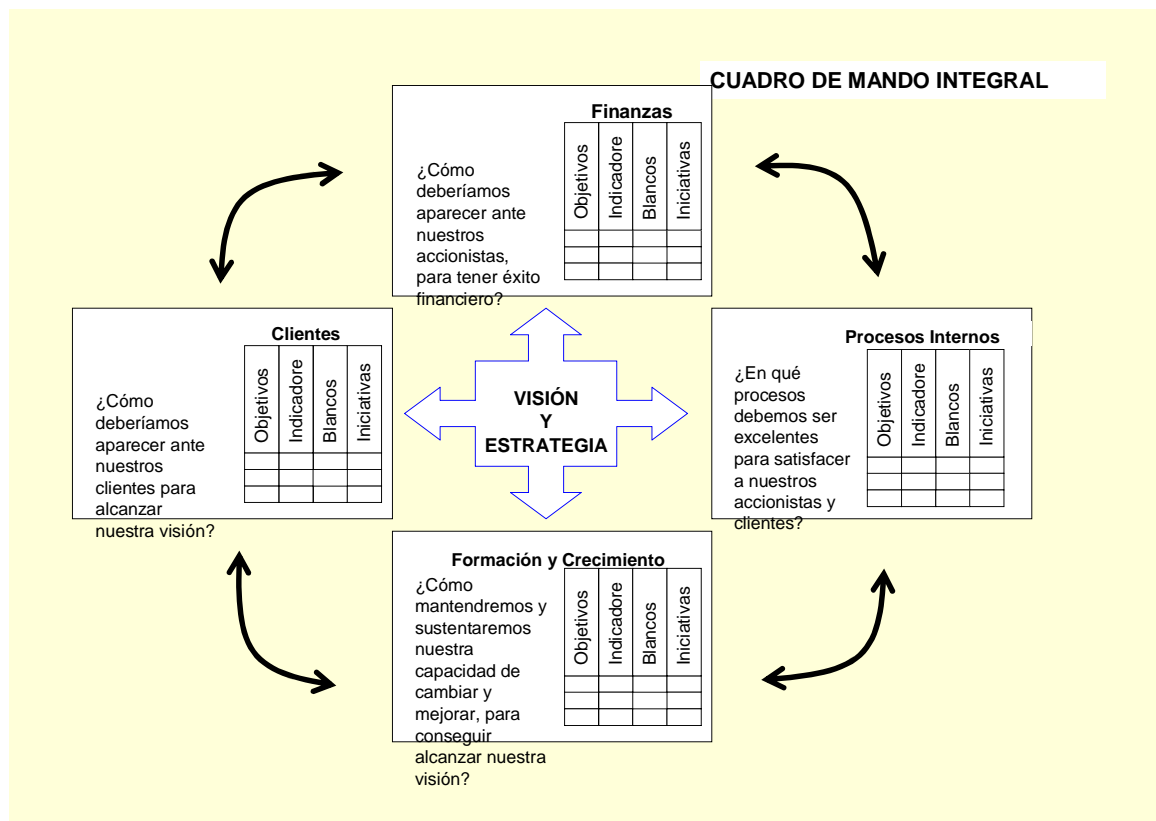 CUADRO DE MANDO INTEGRAL
Finanzas
¿Cómo
deberíamos
aparecer ante
nuestros
accionistas,
para tener éxito
financiero?
Objetivos
Indicadore
Blancos
Iniciativas
Clientes
¿Cómo
deberíamos
aparecer ante
nuestros
clientes para
alcanzar
nuestra visión?
Objetivos
Indicadore
Blancos
Iniciativas
VISIÓN
Y
ESTRATEGIA
Procesos Internos
¿En qué
procesos
debemos ser
excelentes
para satisfacer
a nuestros
accionistas y
clientes?
Objetivos
Indicadore
Blancos
Iniciativas
Formación y Crecimiento
¿Cómo
mantendremos y
sustentaremos
nuestra
capacidad de
cambiar y
mejorar, para
conseguir
alcanzar nuestra
visión?
Objetivos
Indicadore
Blancos
Iniciativas